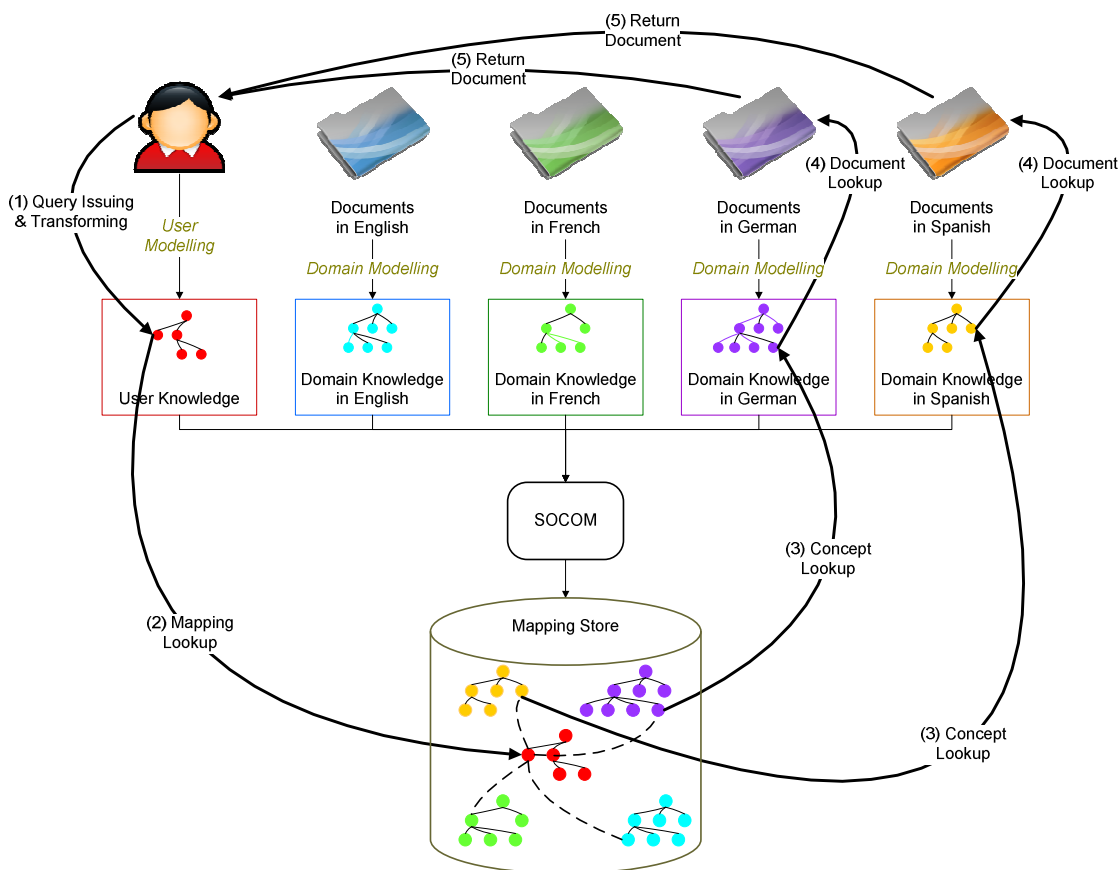 (5) Return
Document
(5) Return
Document
(1) Query Issuing
& Transforming
User
Modelling
Documents
in English
Documents
in French
Documents
in German
Documents
in Spanish
(4) Document
Lookup
(4) Document
Lookup
Domain Modelling
Domain Modelling
Domain Modelling
Domain Modelling
User Knowledge
Domain Knowledge
in English
Domain Knowledge
in French
Domain Knowledge
in German
Domain Knowledge
in Spanish
SOCOM
(3) Concept
Lookup
(2) Mapping
Lookup
Mapping Store
(3) Concept
Lookup